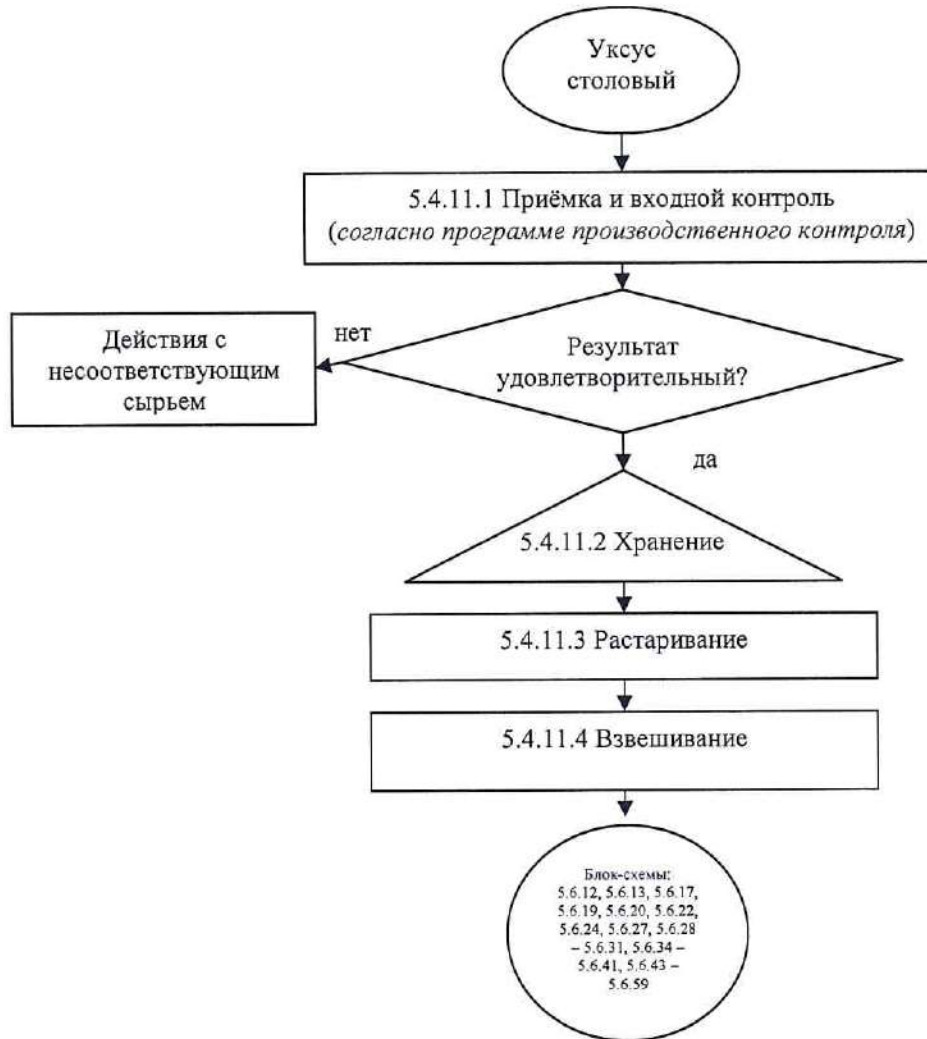 Уксус
столовый
5.4.11.1 Приёмка и входной контроль
(согласно программе производственного контроля)
нет
Действия с
несоответствующим
сырьем
Результат
удовлетворительный?
да
5.4.11.2 Хранение
5.4.11.3 Растаривание
5.4.11.4 Взвешивание
Блок-схемы:
5.6.12, 5.6.13, 5.6.17,
5.6.19, 5.6.20, 5.6.22,
5.6.24, 5.6.27, 5.6.28
– 5.6.31, 5.6.34 –
5.6.41, 5.6.43 –
5.6.59